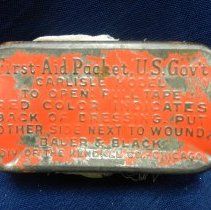 First Aid Packet, U.S. Gov't
CARLISLE MODEL
TO OPEN PULL TAPE
RED COLOR INDICATES
BACK OF DRESSING. PUT
OTHER SIDE NEXT TO WOUND.
BAUER & BLACK
DIV. OF THE KENDALL CO. CHICAGO